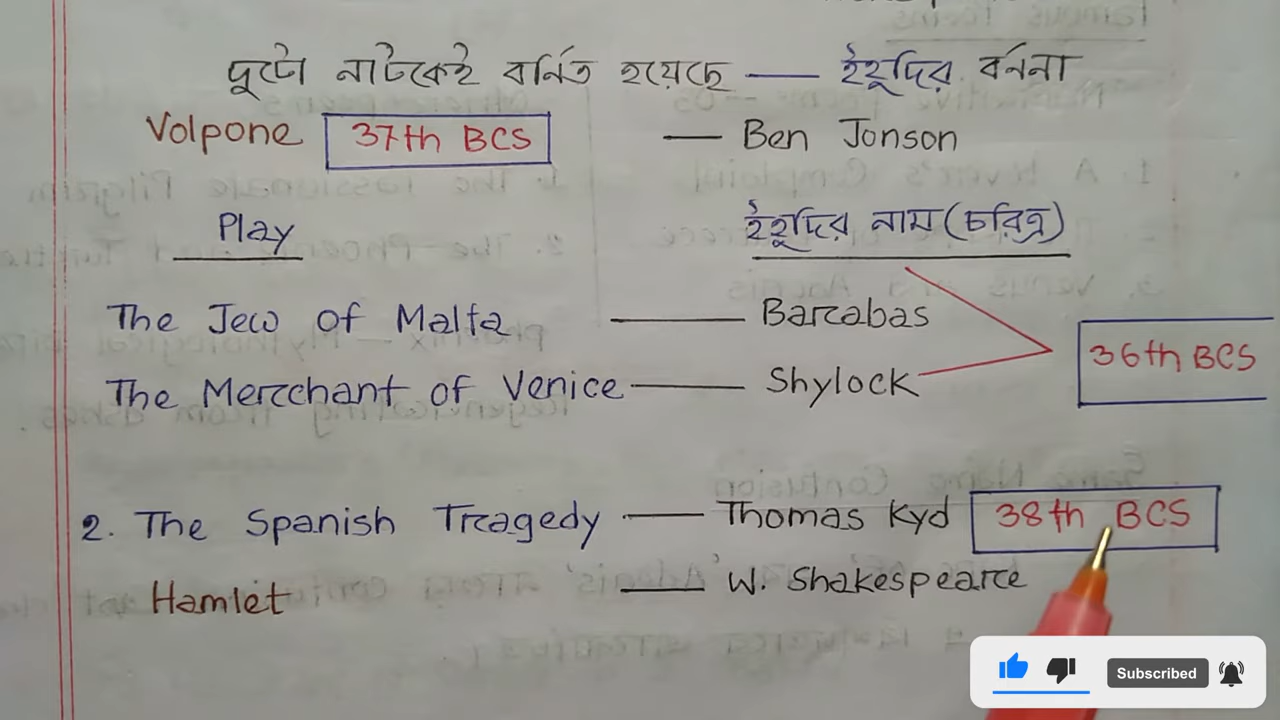 দুটো নাটকেই বর্নিত হয়েছে — ইহুদির বর্ননা
Volpone 37th BCS — Ben Jonson
Play ইহুদির নাম (চরিত্র)
The Jew of Malta — Barabas
The Merchant of Venice — Shylock
36th BCS
2. The Spanish Tragedy — Thomas Kyd 38th BCS
Hamlet — W. Shakespeare
Subscribed